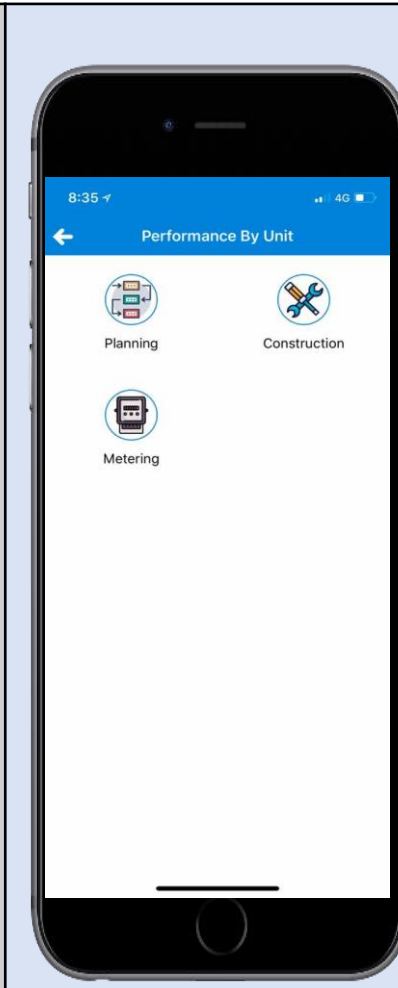 8:35
4G
Performance By Unit
Planning
Construction
Metering